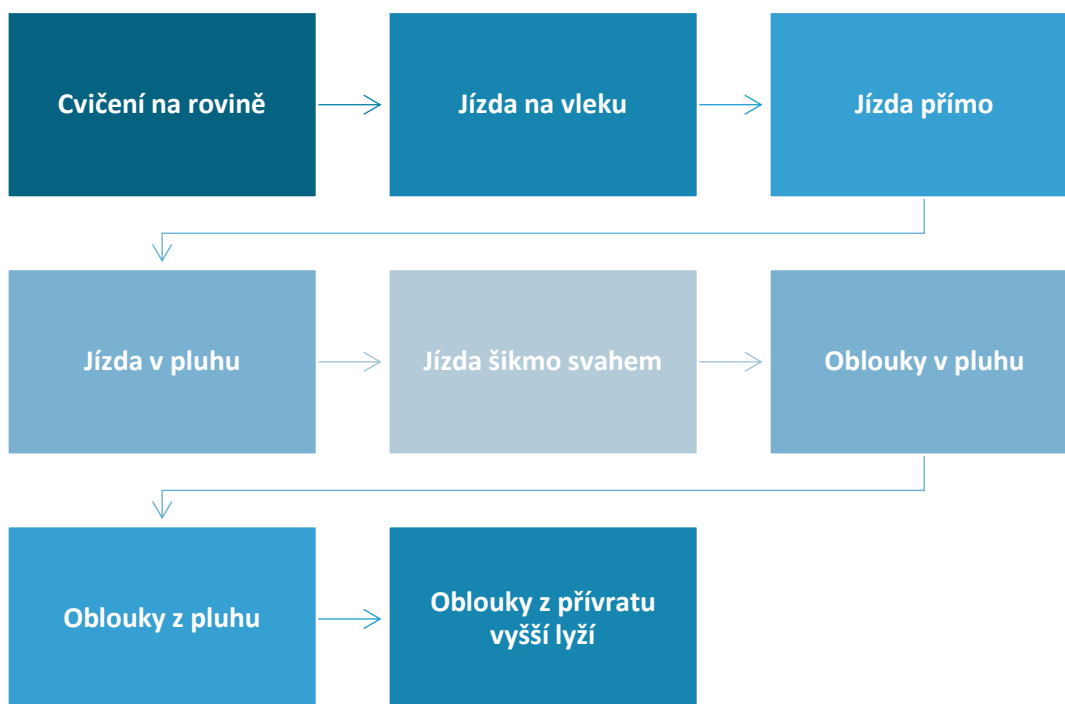 Cvičení na rovině
Jízda na vleku
Jízda přímo
Jízda v pluhu
Jízda šikmo svahem
Oblouky v pluhu
Oblouky z pluhu
Oblouky z přívratu
vyšší lyží